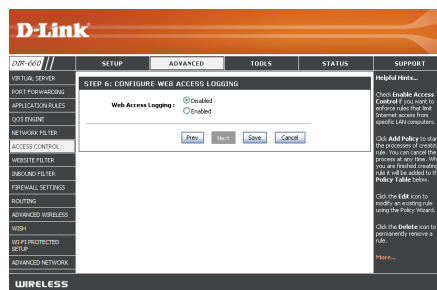 D-Link
DIR-660
SETUP
ADVANCED
TOOLS
STATUS
SUPPORT
VIRTUAL SERVER
PORT FORWARDING
APPLICATION RULES
QOS ENGINE
NETWORK FILTER
ACCESS CONTROL
WEBSITE FILTER
INBOUND FILTER
FIREWALL SETTINGS
ROUTING
ADVANCED WIRELESS
WISH
WI-FI PROTECTED
SETUP
ADVANCED NETWORK
STEP 6: CONFIGURE WEB ACCESS LOGGING
Web Access Logging :
Disabled
Enabled
Prev
Next
Save
Cancel
Helpful Hints...
Check Enable Access
Control if you want to
enforce rules that limit
Internet access from
specific LAN computers.
Click Add Policy to star
the processes of creatin
rule. You can cancel the
process at any time. Wh
you are finished creating
rule it will be added to th
Policy Table below.
Click the Edit icon to
modify an existing rule
using the Policy Wizard.
Click the Delete icon to
permanently remove a
rule.
More...
WIRELESS